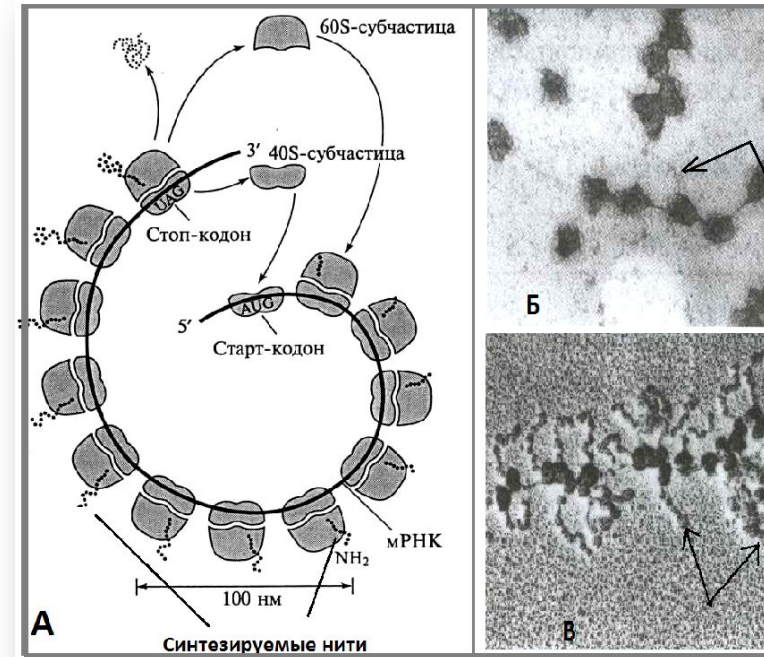 60S-субчастица
3′ 40S-субчастица
UAG
Стоп-кодон
AUG
5′
Старт-кодон
мРНК
NH₂
100 нм
А
Синтезируемые нити
Б
В